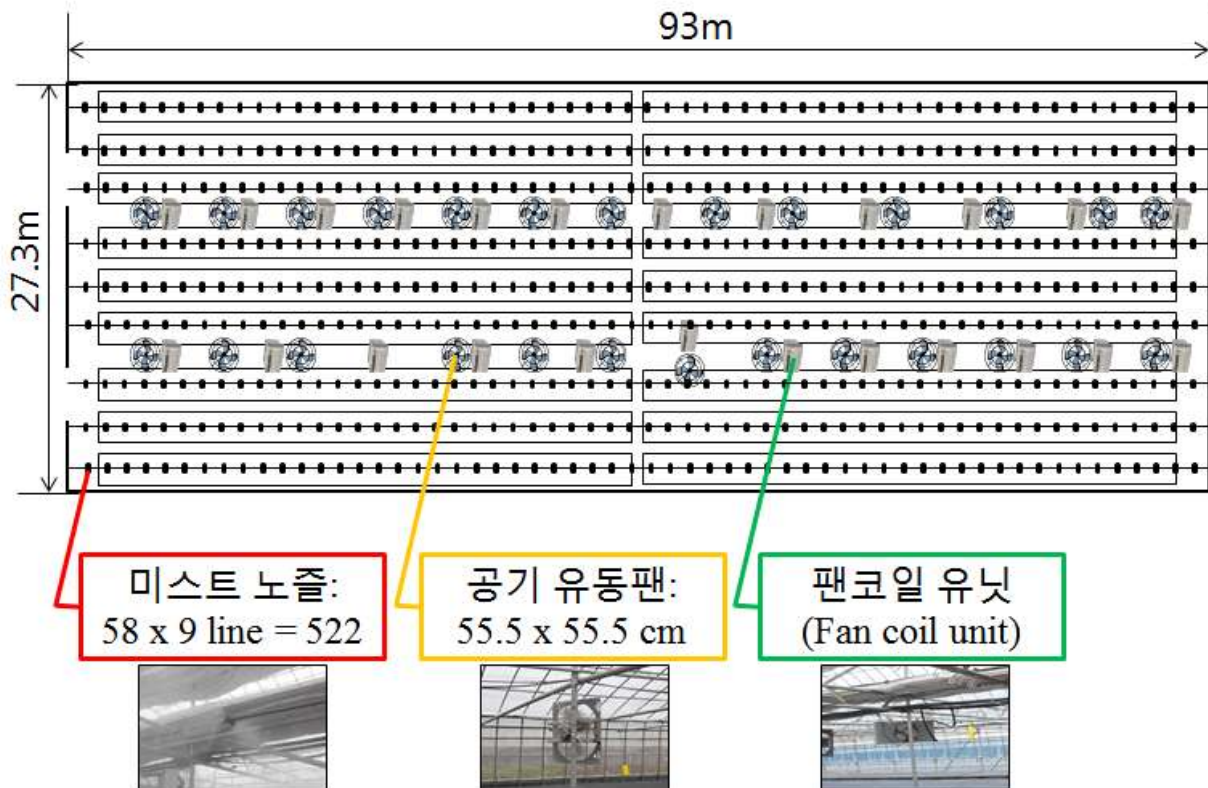 93m
27.3m
미스트 노즐:
58 x 9 line = 522
공기 유동팬:
55.5 x 55.5 cm
팬코일 유닛
(Fan coil unit)